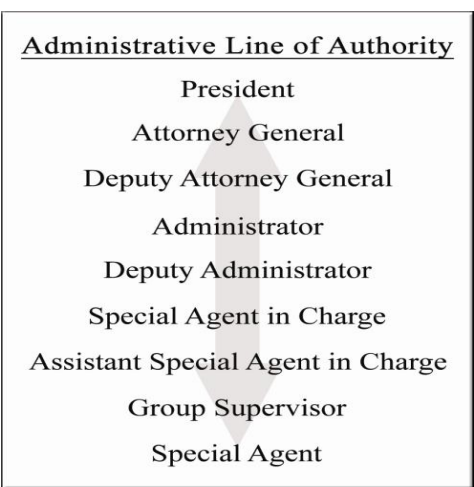 Administrative Line of Authority
President
Attorney General
Deputy Attorney General
Administrator
Deputy Administrator
Special Agent in Charge
Assistant Special Agent in Charge
Group Supervisor
Special Agent